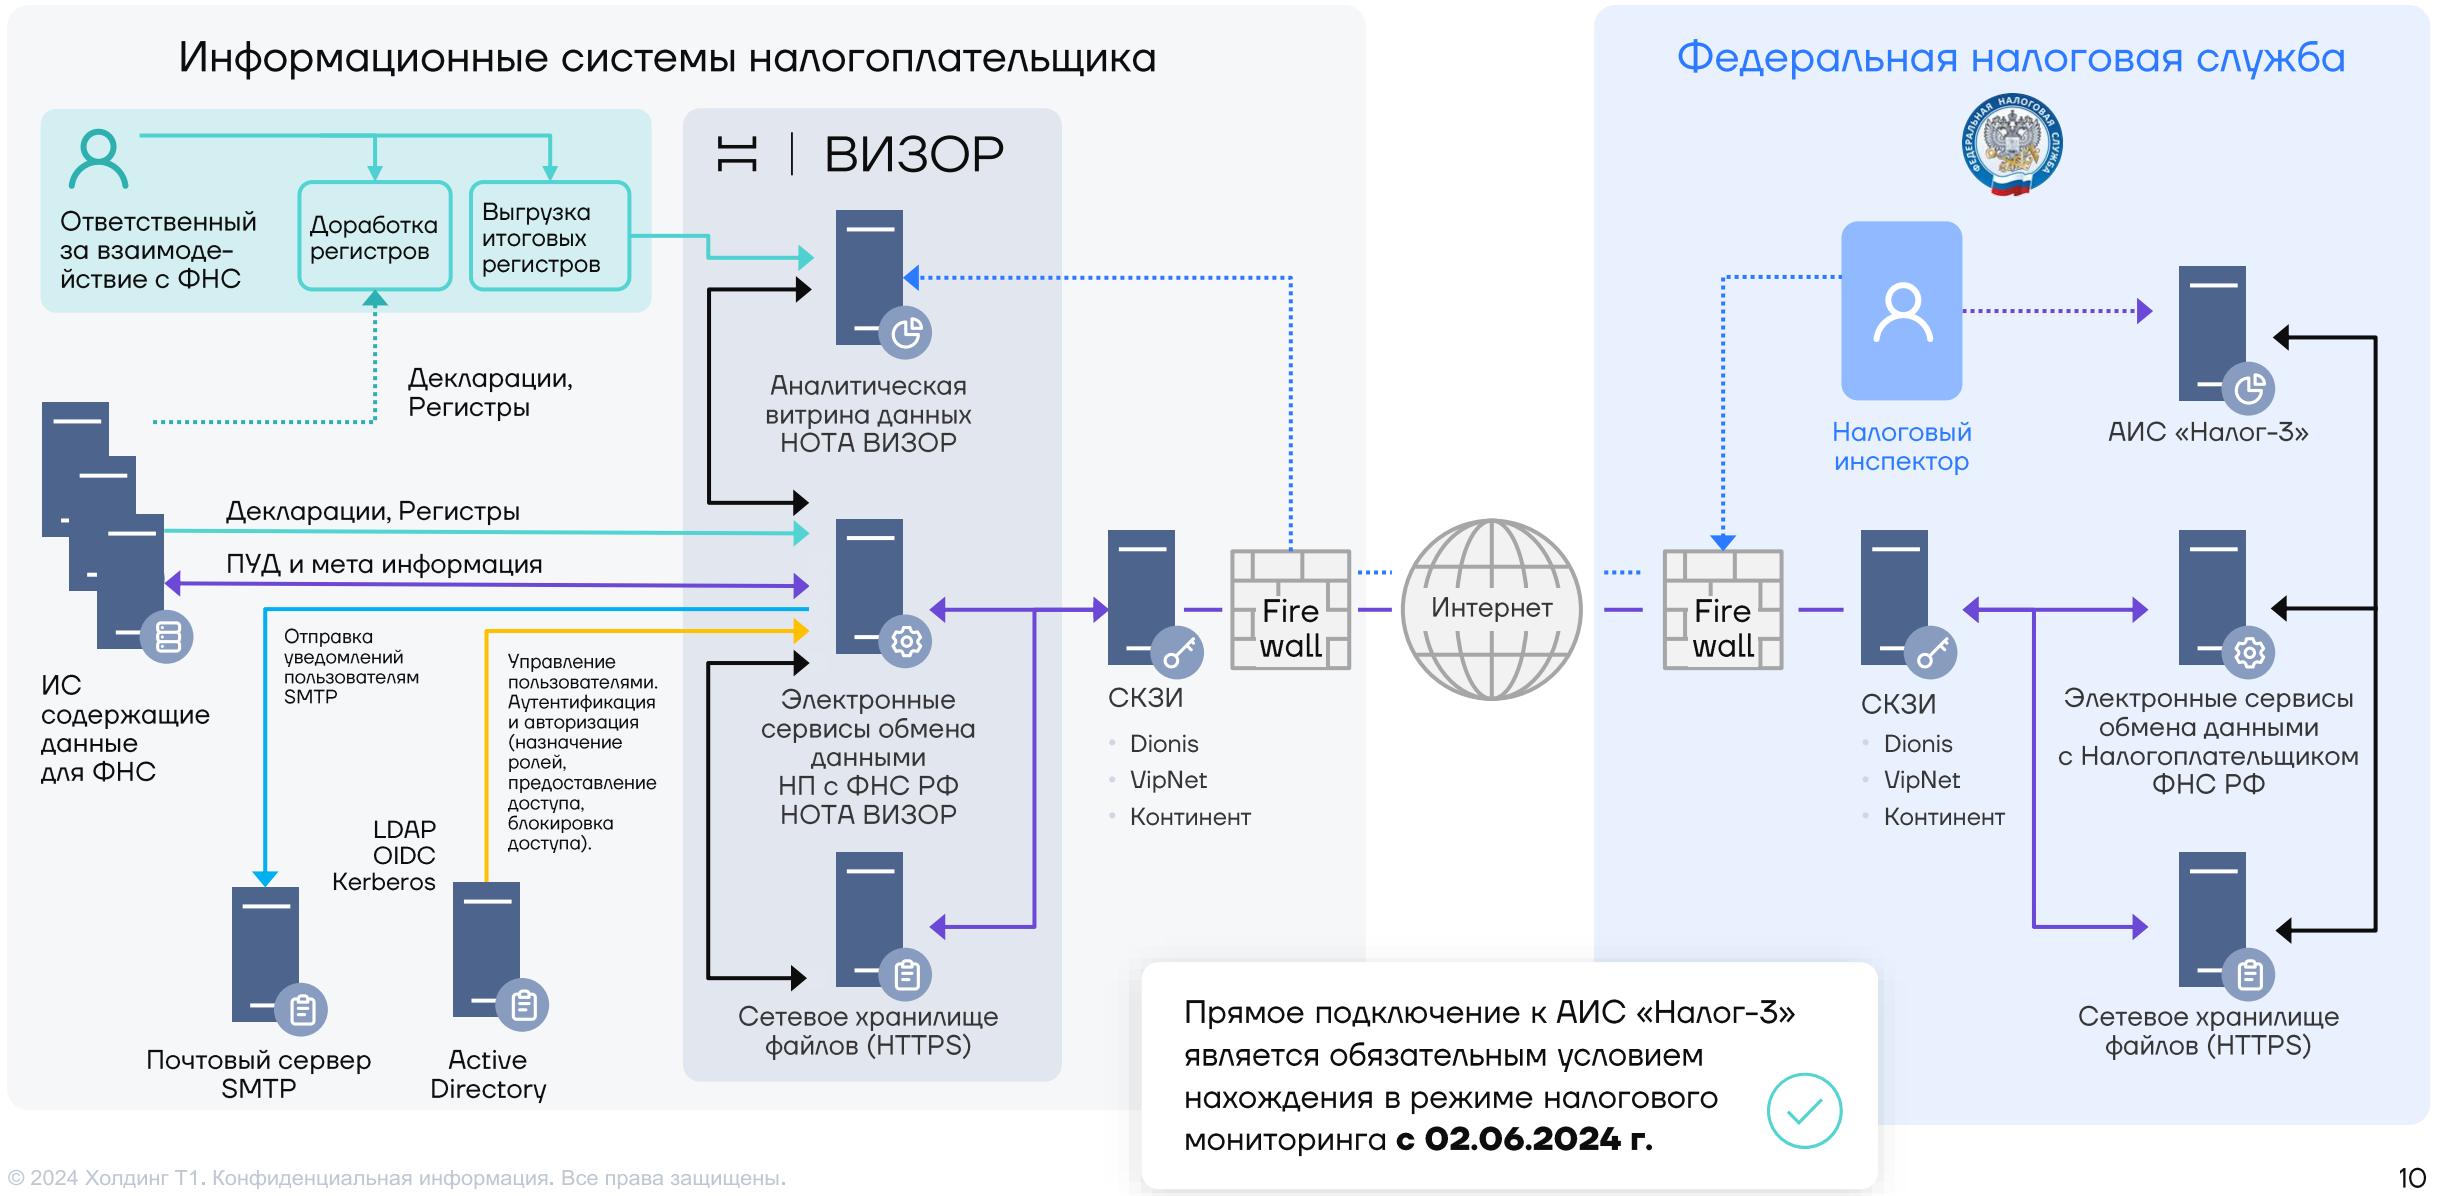 Информационные системы налогоплательщика
Федеральная налоговая служба
ФЕДЕРАЛЬНАЯ НАЛОГОВАЯ СЛУЖБА
Ответственный
за взаимоде-
йствие с ФНС
Доработка
регистров
Выгрузка
итоговых
регистров
ВИЗОР
Декларации,
Регистры
Аналитическая
витрина данных
НОТА ВИЗОР
Налоговый
инспектор
АИС «Налог-3»
Декларации, Регистры
ПУД и мета информация
Отправка
уведомлений
пользователям
SMTP
Управление
пользователями.
Аутентификация
и авторизация
(назначение
ролей,
предоставление
доступа,
блокировка
доступа).
ИС
содержащие
данные
для ФНС
LDAP
OIDC
Kerberos
Почтовый сервер
SMTP
Active
Directory
Электронные
сервисы обмена
данными
НП с ФНС РФ
НОТА ВИЗОР
Сетевое хранилище
файлов (HTTPS)
СКЗИ
• Dionis
• VipNet
• Континент
Fire
wall
Интернет
Fire
wall
СКЗИ
• Dionis
• VipNet
• Континент
Электронные сервисы
обмена данными
с Налогоплательщиком
ФНС РФ
Сетевое хранилище
файлов (HTTPS)
Прямое подключение к АИС «Налог-3»
является обязательным условием
нахождения в режиме налогового
мониторинга с 02.06.2024 г.
© 2024 Холдинг Т1. Конфиденциальная информация. Все права защищены.
10